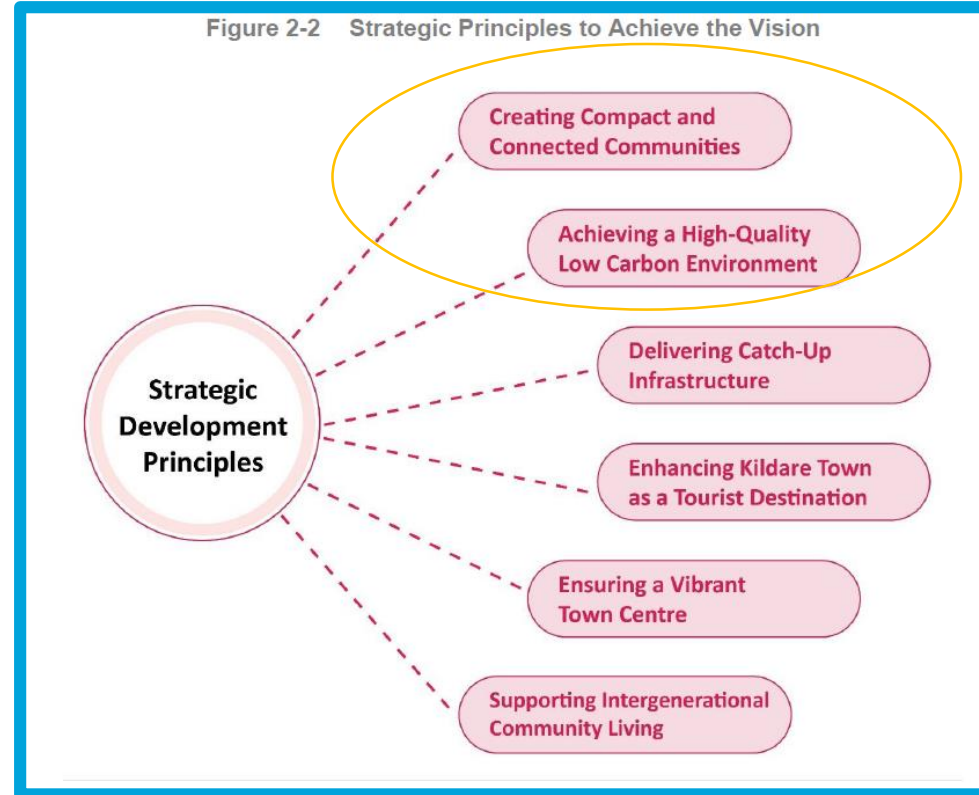 Figure 2-2 Strategic Principles to Achieve the Vision
Creating Compact and
Connected Communities
Achieving a High-Quality
Low Carbon Environment
Delivering Catch-Up
Infrastructure
Strategic
Development
Principles
Enhancing Kildare Town
as a Tourist Destination
Ensuring a Vibrant
Town Centre
Supporting Intergenerational
Community Living